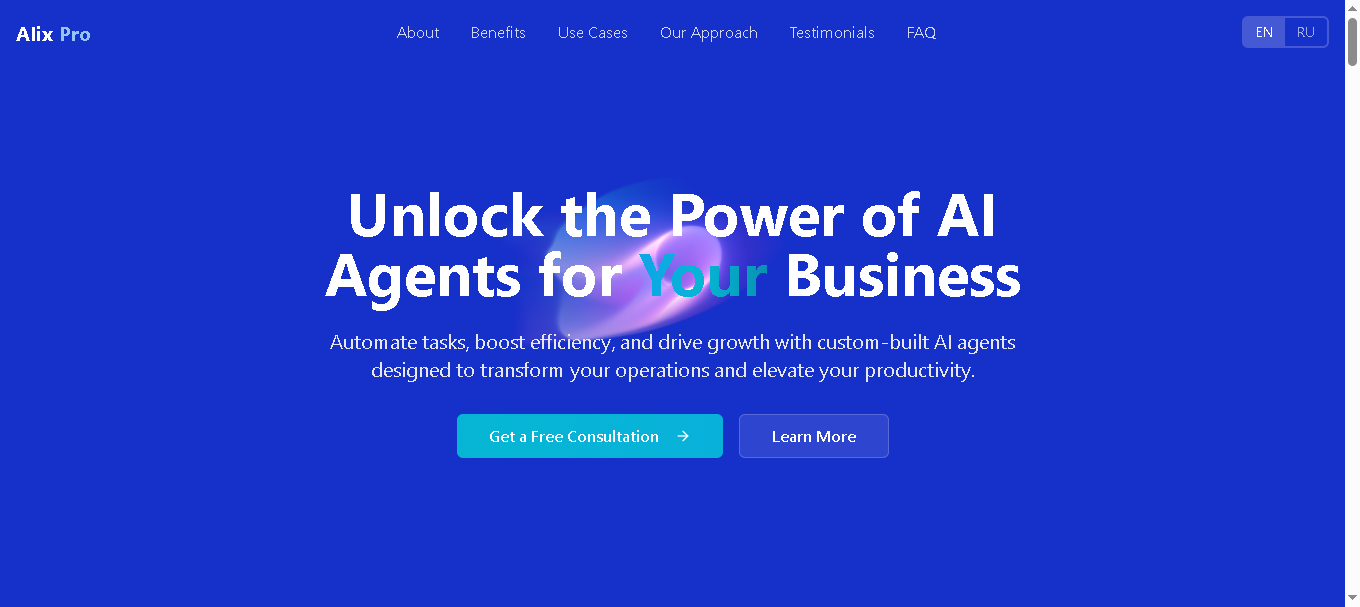 Alix Pro
About
Benefits
Use Cases
Our Approach
Testimonials
FAQ
EN
RU
Unlock the Power of AI
Agents for Your Business
Automate tasks, boost efficiency, and drive growth with custom-built AI agents
designed to transform your operations and elevate your productivity.
Get a Free Consultation →
Learn More